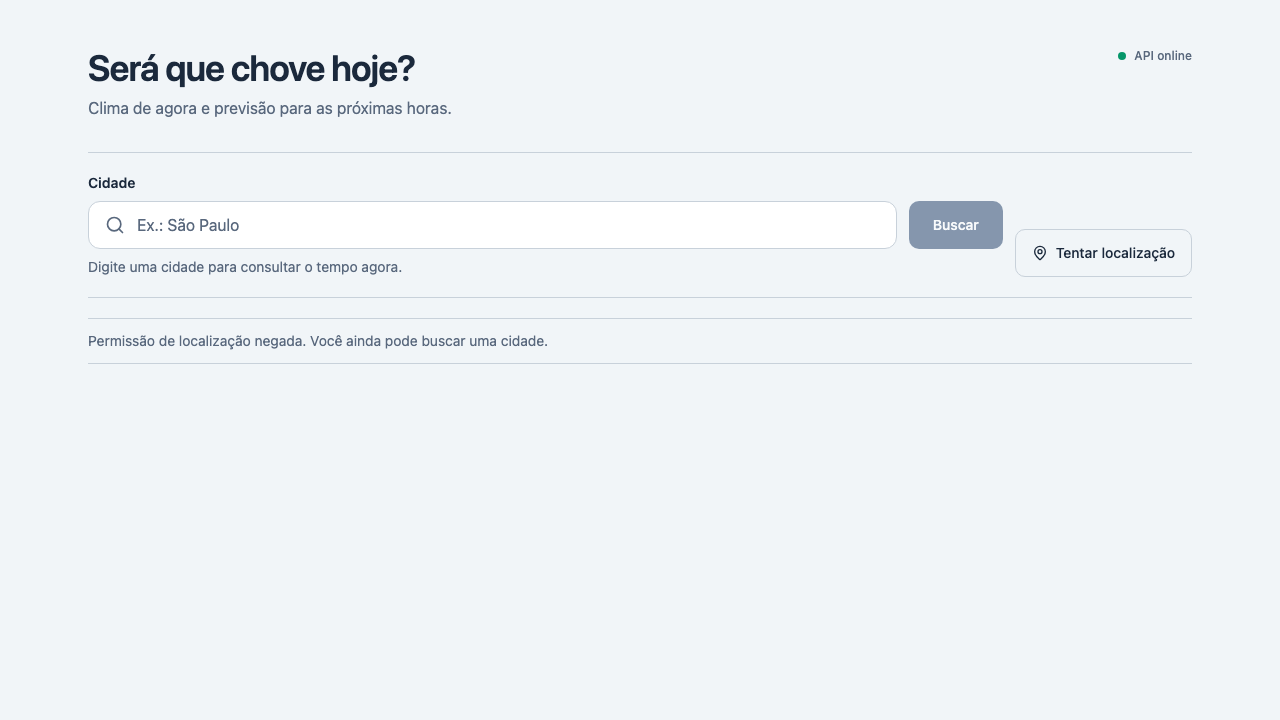 Será que chove hoje?
API online
Clima de agora e previsão para as próximas horas.
Cidade
Ex.: São Paulo
Buscar
Tentar localização
Digite uma cidade para consultar o tempo agora.
Permissão de localização negada. Você ainda pode buscar uma cidade.